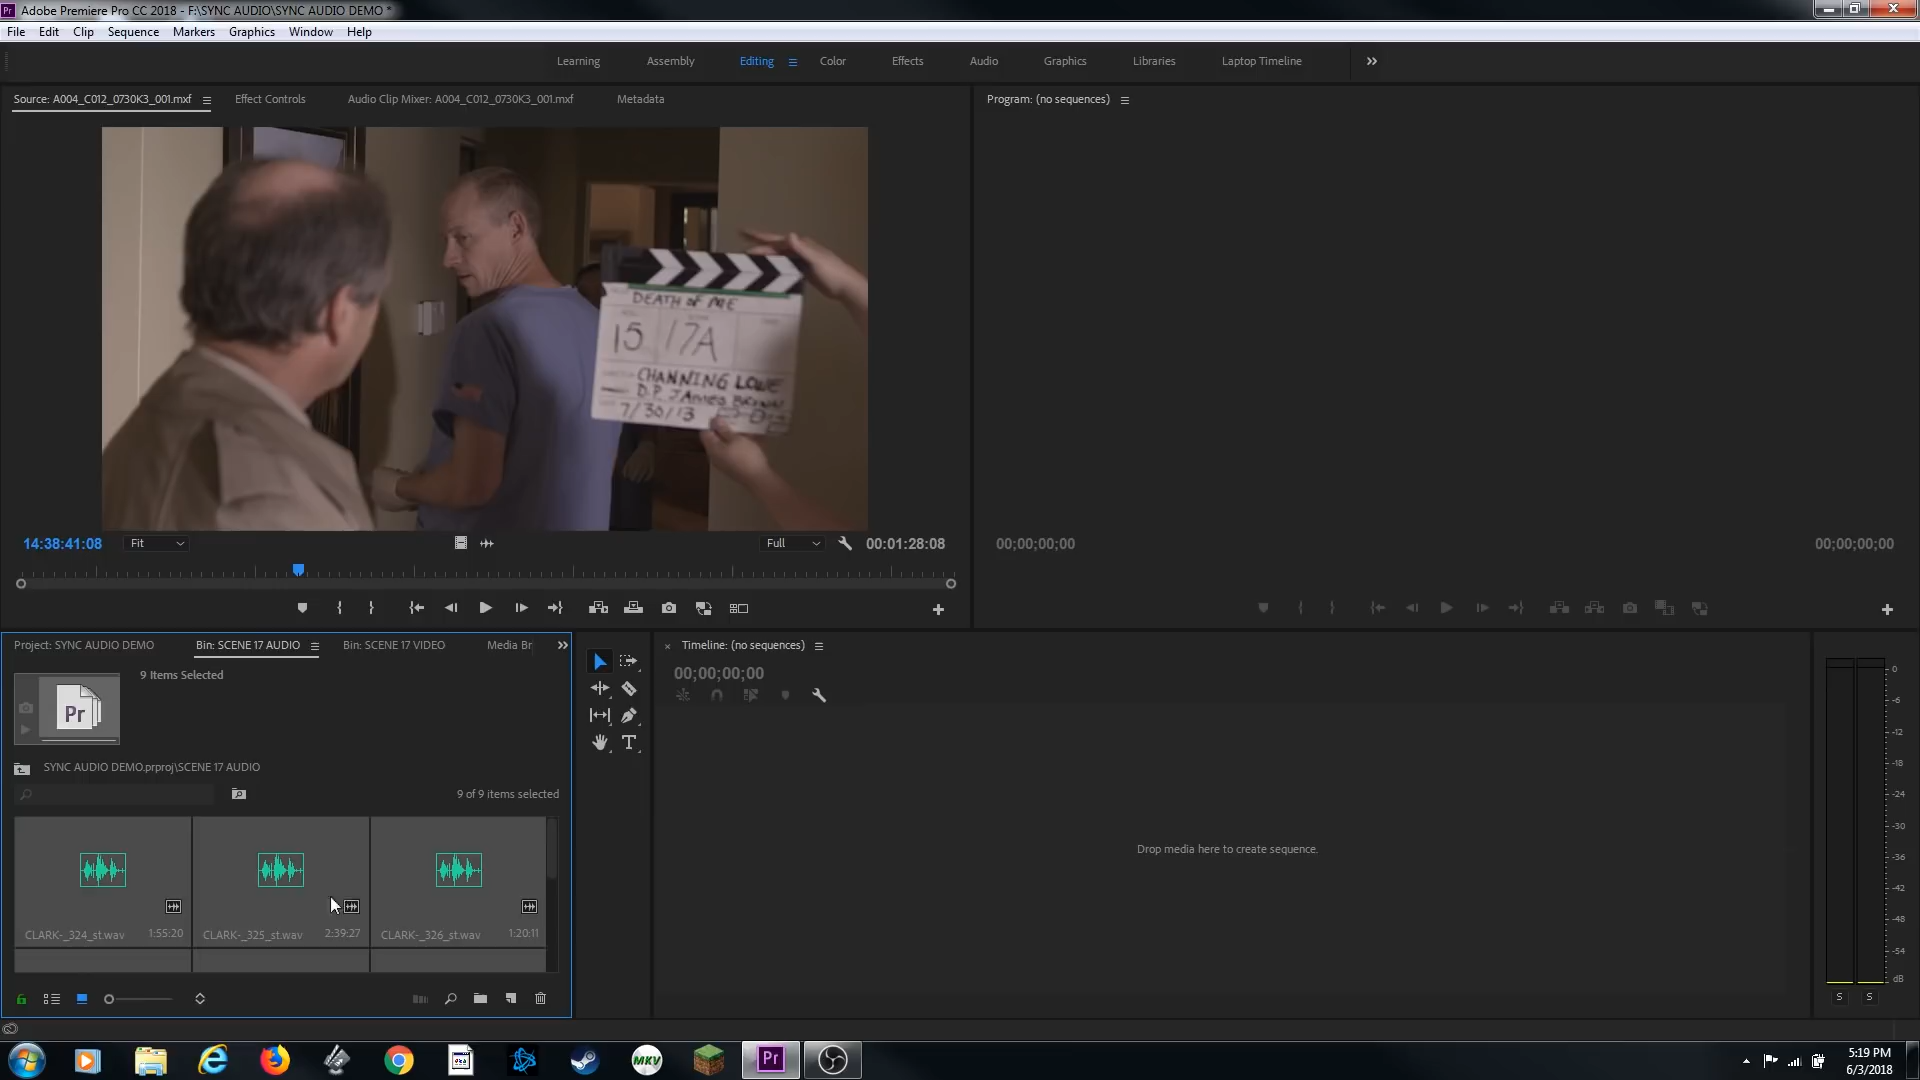 Pr Adobe Premiere Pro CC 2018 - F:\SYNC AUDIO\SYNC AUDIO DEMO *
File Edit Clip Sequence Markers Graphics Window Help
Learning Assembly Editing Color Effects Audio Graphics Libraries Laptop Timeline
Source: A004_C012_0730K3_001.mxf Effect Controls Audio Clip Mixer: A004_C012_0730K3_001.mxf Metadata
Program: (no sequences)
DEATH OF ME
15 17A
CHANNING LOWE
D.P. JAMES BROWN
7/30/13
14:38:41:08 Fit Full 00:01:28:08
00;00;00;00 00;00;00;00
Project: SYNC AUDIO DEMO Bin: SCENE 17 AUDIO Bin: SCENE 17 VIDEO Media Br
9 Items Selected
Pr
SYNC AUDIO DEMO.prproj\SCENE 17 AUDIO
9 of 9 items selected
CLARK-_324_st.wav 1:55:20 CLARK-_325_st.wav 2:39:27 CLARK-_326_st.wav 1:20:11
T
× Timeline: (no sequences)
00;00;00;00
Drop media here to create sequence.
0
-6
-12
-18
-24
-30
-36
-42
-48
-54
dB
S S
MKV Pr
5:19 PM
6/3/2018